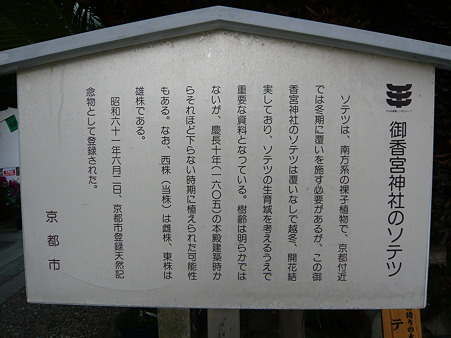 御香宮神社のソテツ
ソテツは、南方系の裸子植物で、京都付近
では冬期に覆いを施す必要があるが、この御
香宮神社のソテツは覆いなしで越冬、開花結
実しており、ソテツの生育域を考えるうえで
重要な資料となつている。樹齢は明らかでは
ないが、慶長十年(一六〇五)の本殿建築時か
らそれほど下らない時期に植えられた可能性
もある。なお、西株(当株)は雌株、東株は
雄株である。
昭和六十一年六月二日、京都市登録天然記
念物として登録された。
京都市